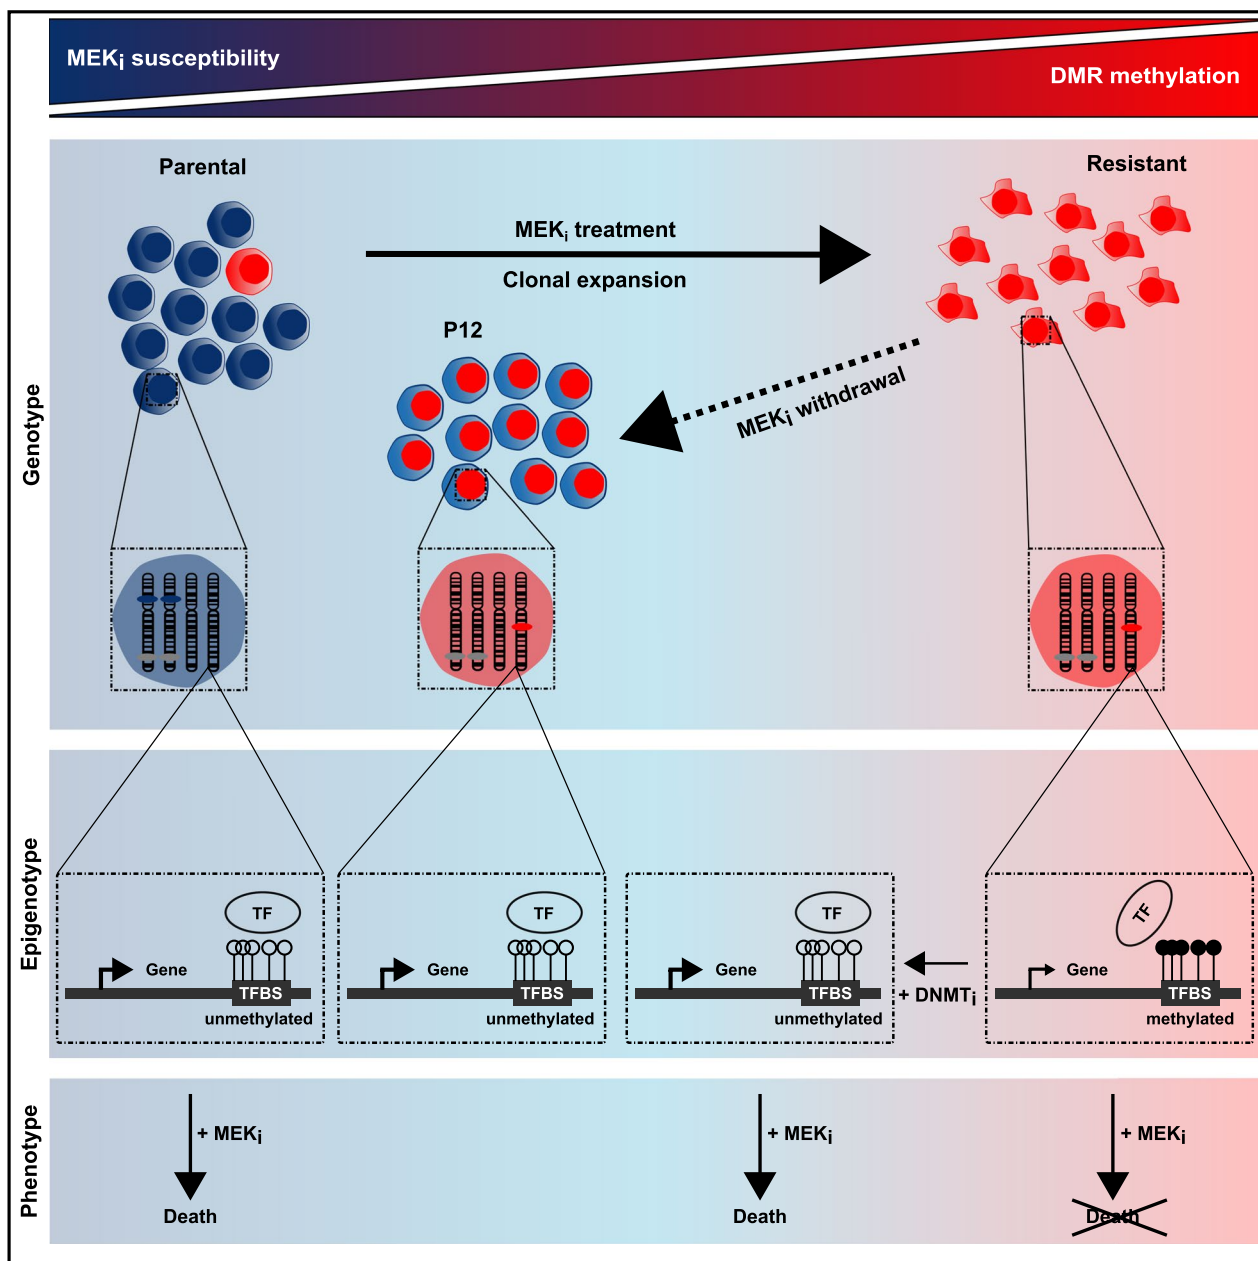 MEKi susceptibility
DMR methylation
Genotype
Parental
Resistant
MEKi treatment
Clonal expansion
P12
MEKi withdrawal
Epigenotype
TF
Gene
TFBS
unmethylated
TF
Gene
TFBS
unmethylated
TF
Gene
TFBS
unmethylated
+ DNMTi
TF
Gene
TFBS
methylated
Phenotype
+ MEKi
Death
+ MEKi
Death
+ MEKi
Death